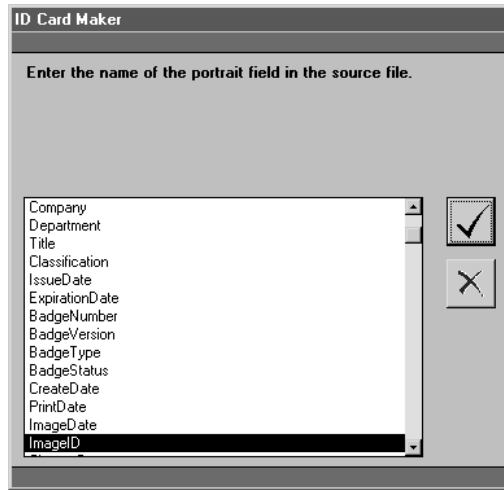 ID Card Maker
Enter the name of the portrait field in the source file.
Company
Department
Title
Classification
IssueDate
ExpirationDate
BadgeNumber
BadgeVersion
BadgeType
BadgeStatus
CreateDate
PrintDate
ImageDate
ImageID